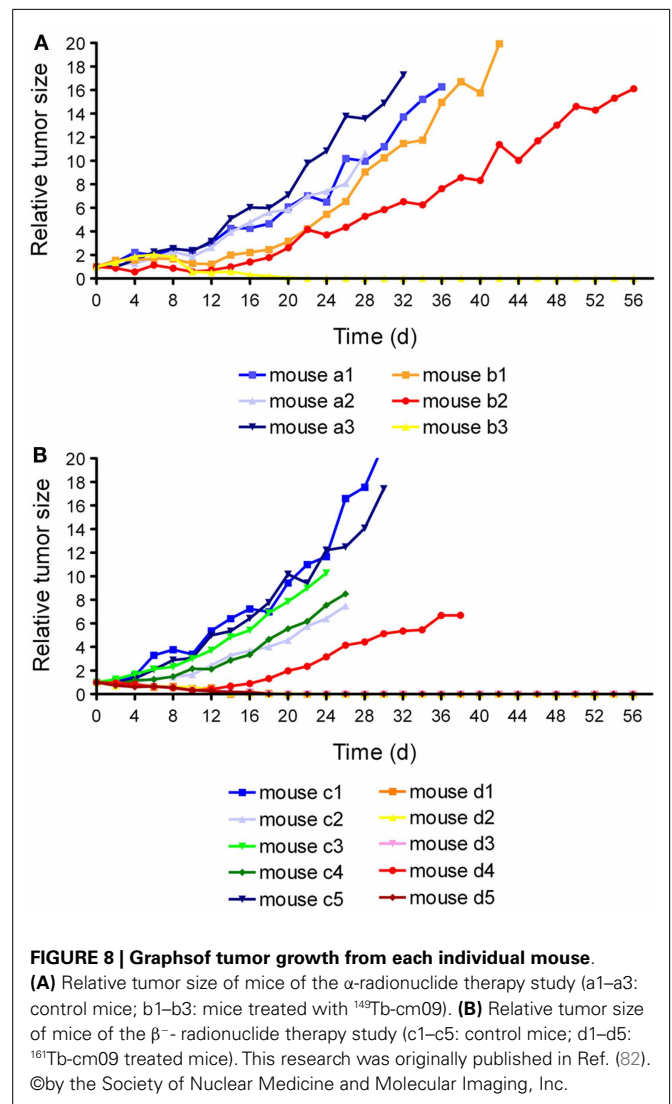 A
Relative tumor size
20
18
16
14
12
10
8
6
4
2
0
0 4 8 12 16 20 24 28 32 36 40 44 48 52 56
Time (d)
mouse a1 mouse b1
mouse a2 mouse b2
mouse a3 mouse b3
B
Relative tumor size
20
18
16
14
12
10
8
6
4
2
0
0 4 8 12 16 20 24 28 32 36 40 44 48 52 56
Time (d)
mouse c1 mouse d1
mouse c2 mouse d2
mouse c3 mouse d3
mouse c4 mouse d4
mouse c5 mouse d5
FIGURE 8 | Graphsof tumor growth from each individual mouse.
(A) Relative tumor size of mice of the α-radionuclide therapy study (a1–a3:
control mice; b1–b3: mice treated with ¹⁴⁹Tb-cm09). (B) Relative tumor size
of mice of the β⁻- radionuclide therapy study (c1–c5: control mice; d1–d5:
¹⁶¹Tb-cm09 treated mice). This research was originally published in Ref. (82).
©by the Society of Nuclear Medicine and Molecular Imaging, Inc.